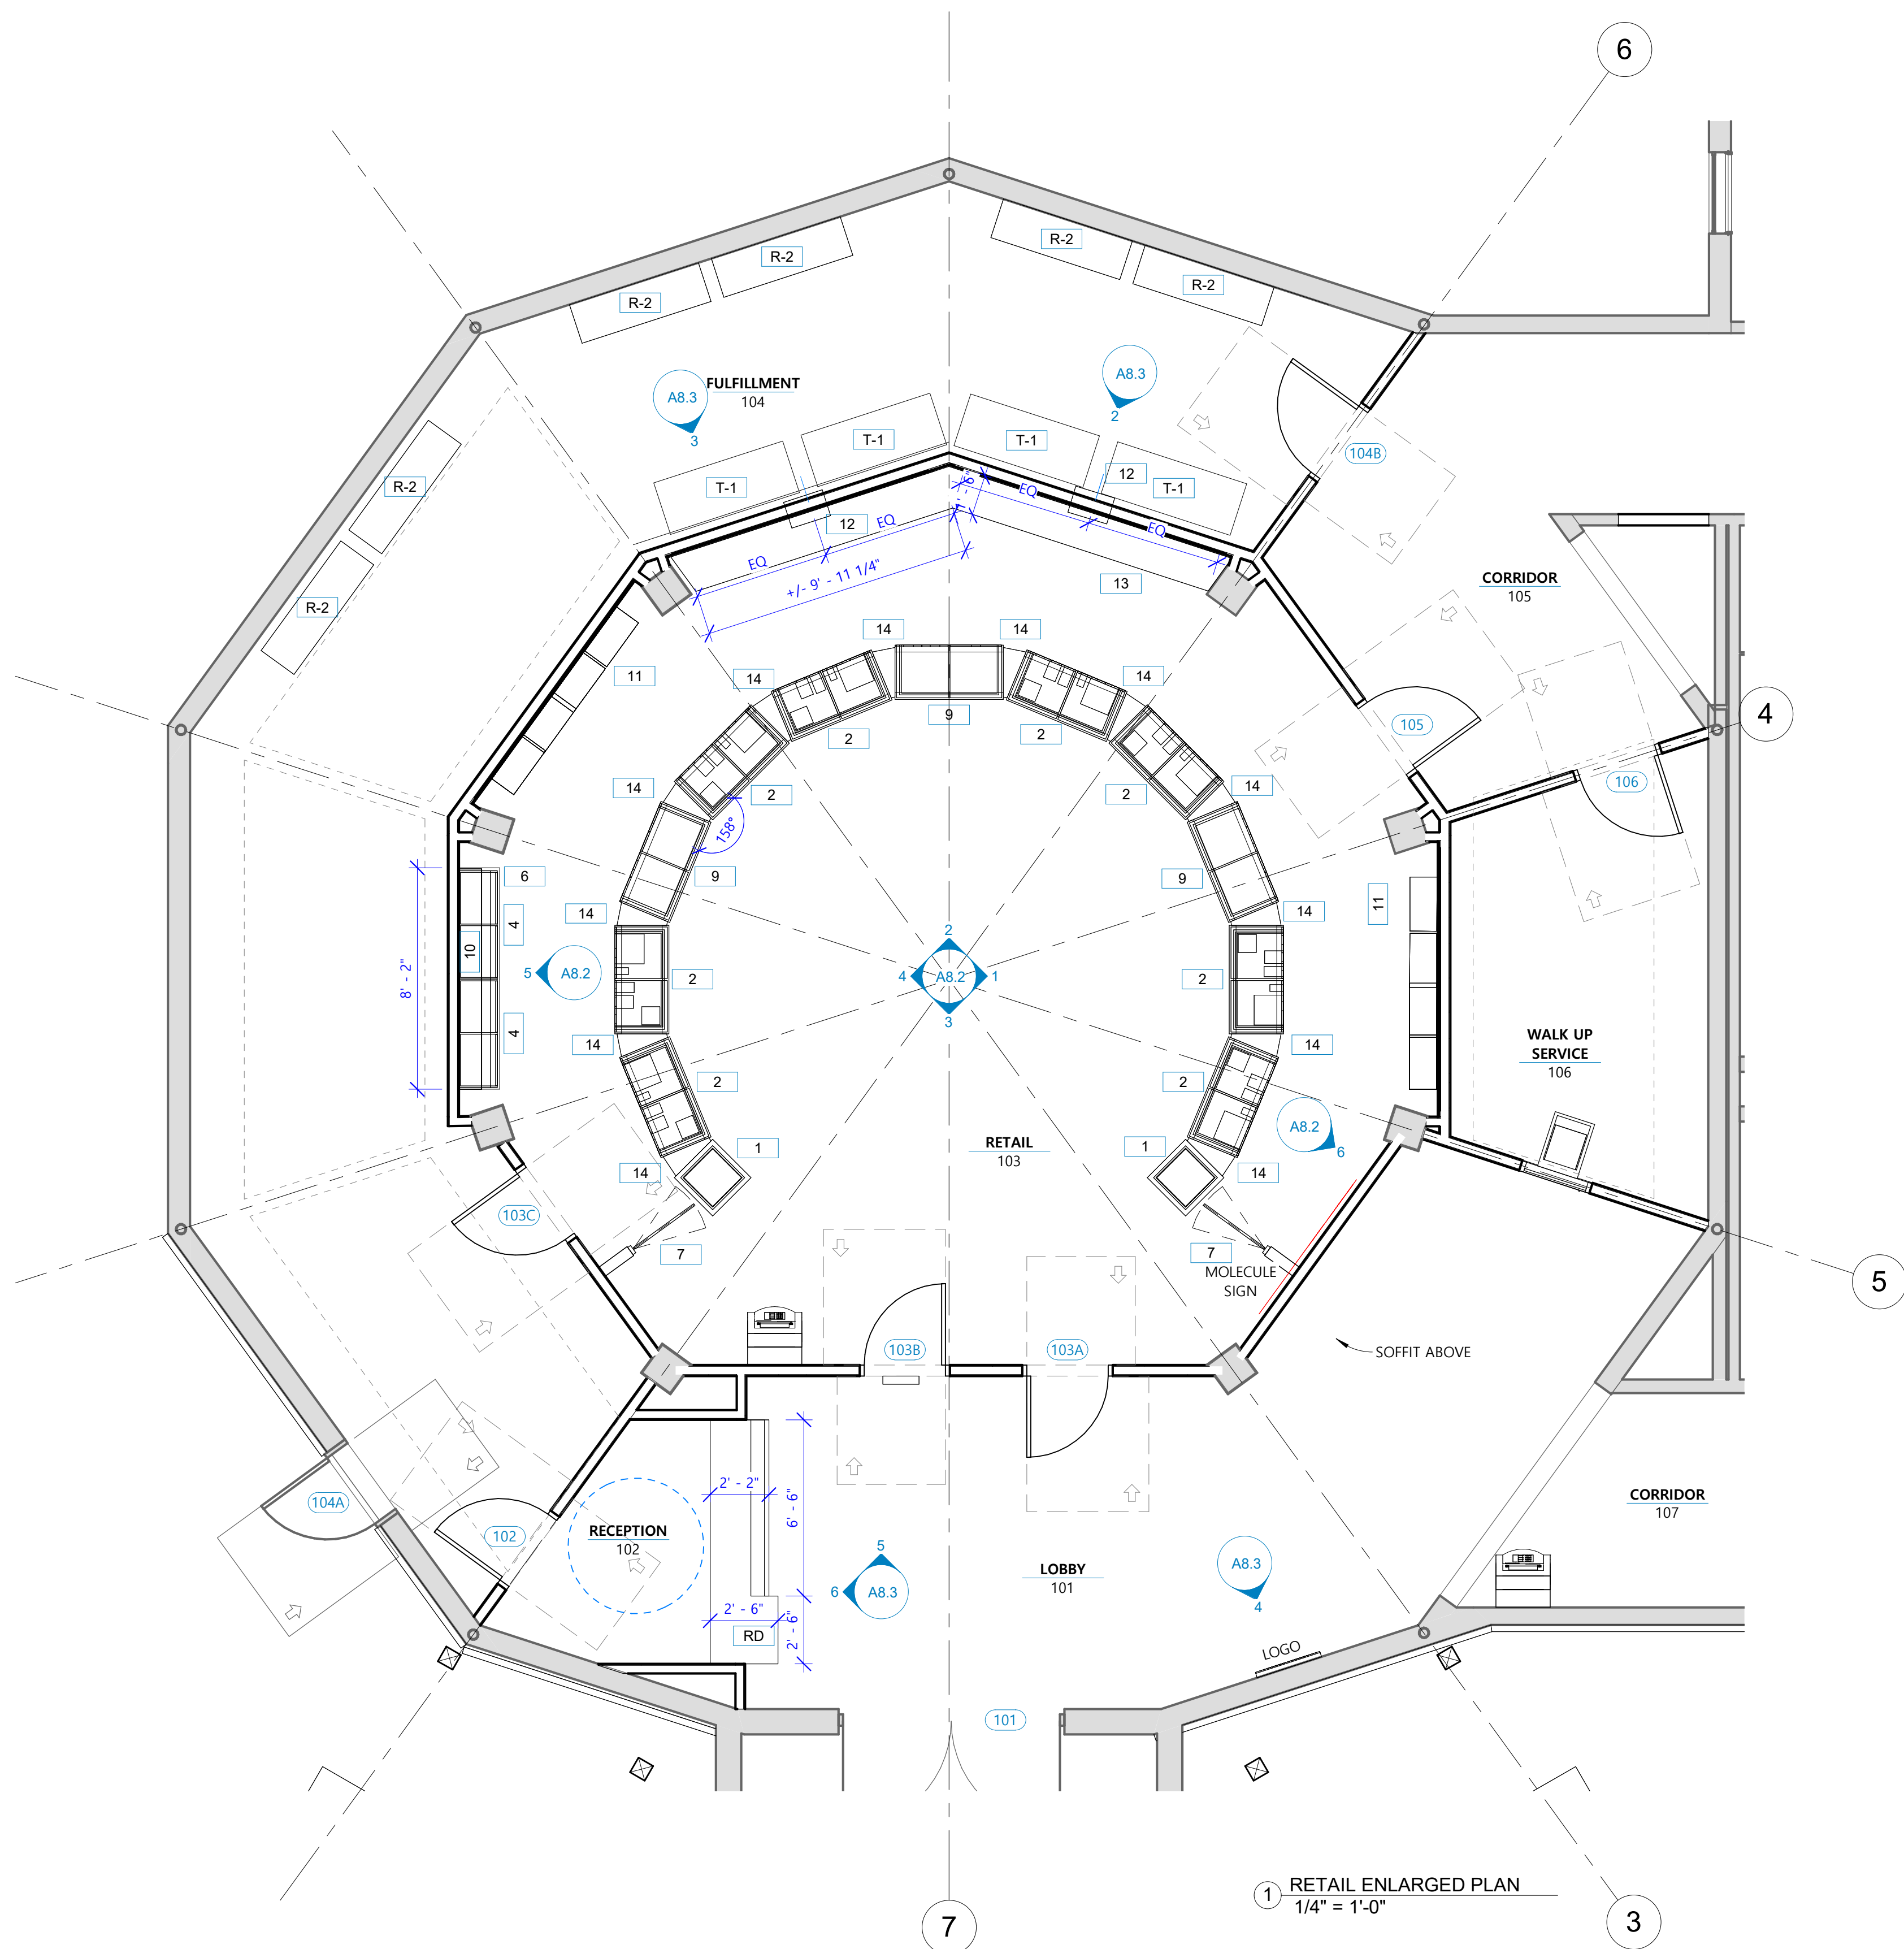 6
R-2
R-2
R-2
R-2
FULFILLMENT
104
A8.3
3
A8.3
2
104B
R-2
R-2
T-1
T-1
T-1
T-1
12
12
EQ
EQ
EQ
EQ
1' - 6"
+/- 9' - 11 1/4"
13
CORRIDOR
105
11
14
14
14
14
9
2
2
105
4
106
14
2
158°
2
14
6
9
9
14
14
11
4
10
4
8' - 2"
5
A8.2
2
2
4
A8.2
1
3
2
14
14
WALK UP
SERVICE
106
2
2
A8.2
6
RETAIL
103
1
1
14
14
103C
7
7
MOLECULE
SIGN
5
103B
103A
SOFFIT ABOVE
2' - 2"
6' - 6"
104A
102
RECEPTION
102
CORRIDOR
107
5
6
A8.3
LOBBY
101
A8.3
4
2' - 6"
2' - 6"
RD
LOGO
101
1
RETAIL ENLARGED PLAN
1/4" = 1'-0"
7
3